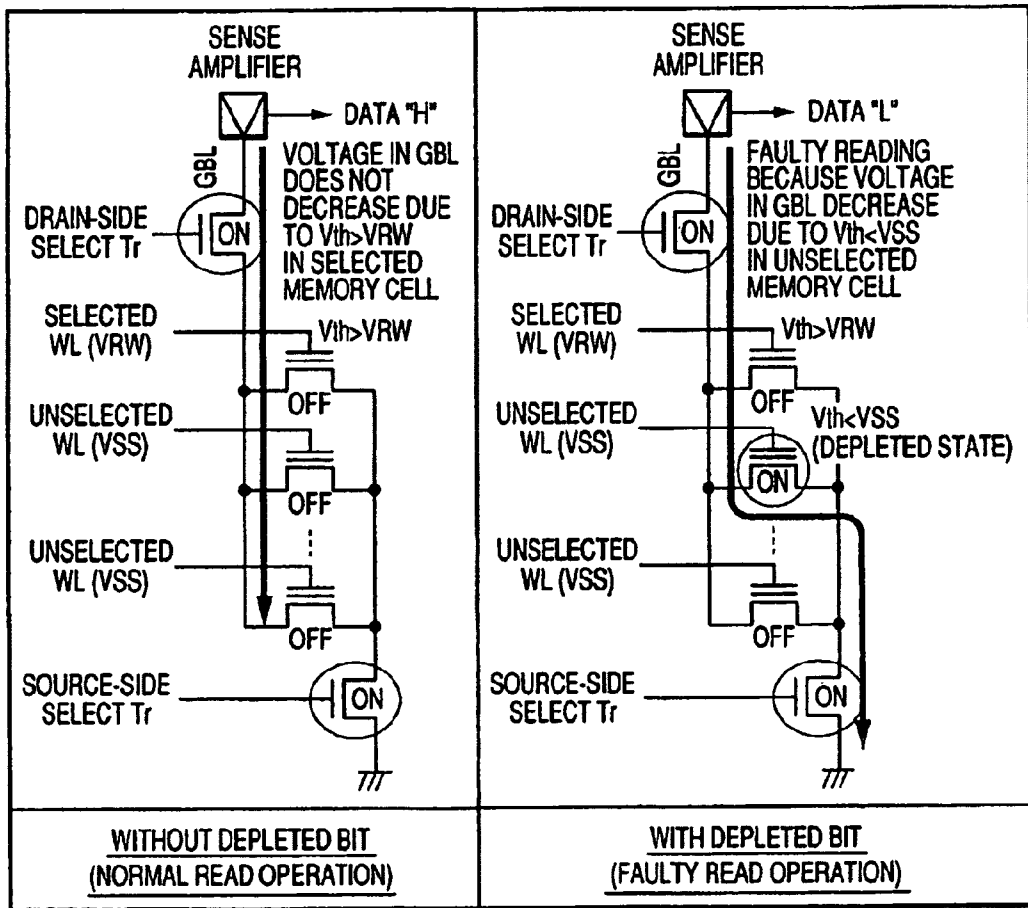 SENSE
AMPLIFIER
DATA "H"
GBL
VOLTAGE IN GBL
DOES NOT
DECREASE DUE
TO Vth>VRW
IN SELECTED
MEMORY CELL
DRAIN-SIDE
SELECT Tr
ON
SELECTED
WL (VRW)
Vth>VRW
OFF
UNSELECTED
WL (VSS)
OFF
UNSELECTED
WL (VSS)
OFF
SOURCE-SIDE
SELECT Tr
ON
WITHOUT DEPLETED BIT
(NORMAL READ OPERATION)
SENSE
AMPLIFIER
DATA "L"
GBL
FAULTY READING
BECAUSE VOLTAGE
IN GBL DECREASE
DUE TO Vth<VSS
IN UNSELECTED
MEMORY CELL
DRAIN-SIDE
SELECT Tr
ON
SELECTED
WL (VRW)
Vth>VRW
OFF
UNSELECTED
WL (VSS)
Vth<VSS
(DEPLETED STATE)
ON
UNSELECTED
WL (VSS)
OFF
SOURCE-SIDE
SELECT Tr
ON
WITH DEPLETED BIT
(FAULTY READ OPERATION)